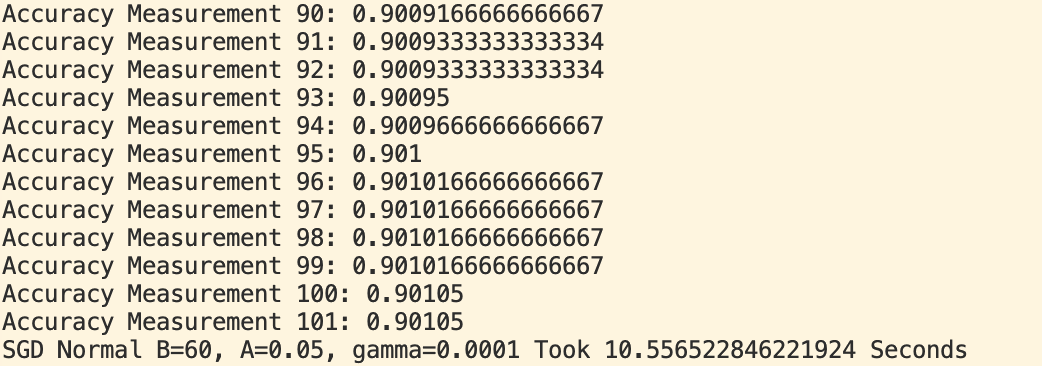 Accuracy Measurement 90: 0.9009166666666667
Accuracy Measurement 91: 0.9009333333333334
Accuracy Measurement 92: 0.9009333333333334
Accuracy Measurement 93: 0.90095
Accuracy Measurement 94: 0.9009666666666667
Accuracy Measurement 95: 0.901
Accuracy Measurement 96: 0.9010166666666667
Accuracy Measurement 97: 0.9010166666666667
Accuracy Measurement 98: 0.9010166666666667
Accuracy Measurement 99: 0.9010166666666667
Accuracy Measurement 100: 0.90105
Accuracy Measurement 101: 0.90105
SGD Normal B=60, A=0.05, gamma=0.0001 Took 10.556522846221924 Seconds